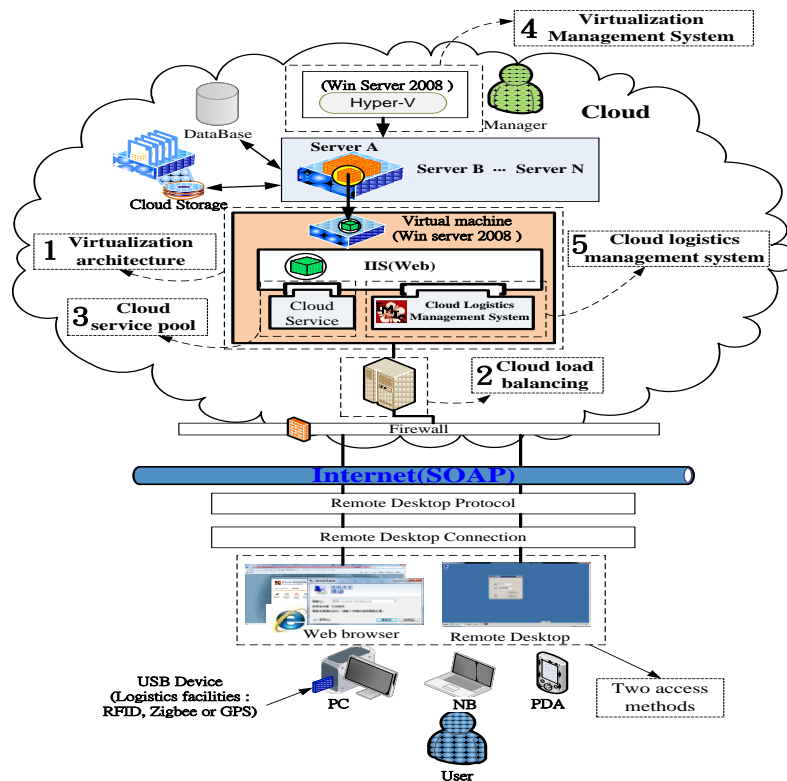 4 Virtualization
Management System
(Win Server 2008 )
Hyper-V
Manager
Cloud
DataBase
Server A
Server B ··· Server N
Cloud Storage
Virtual machine
(Win server 2008 )
1 Virtualization
architecture
5 Cloud logistics
management system
IIS(Web)
Cloud
Service
Cloud Logistics
Management System
3 Cloud
service pool
2 Cloud load
balancing
Firewall
Internet(SOAP)
Remote Desktop Protocol
Remote Desktop Connection
Web browser
Remote Desktop
USB Device
(Logistics facilities :
RFID, Zigbee or GPS)
PC
NB
PDA
Two access
methods
User